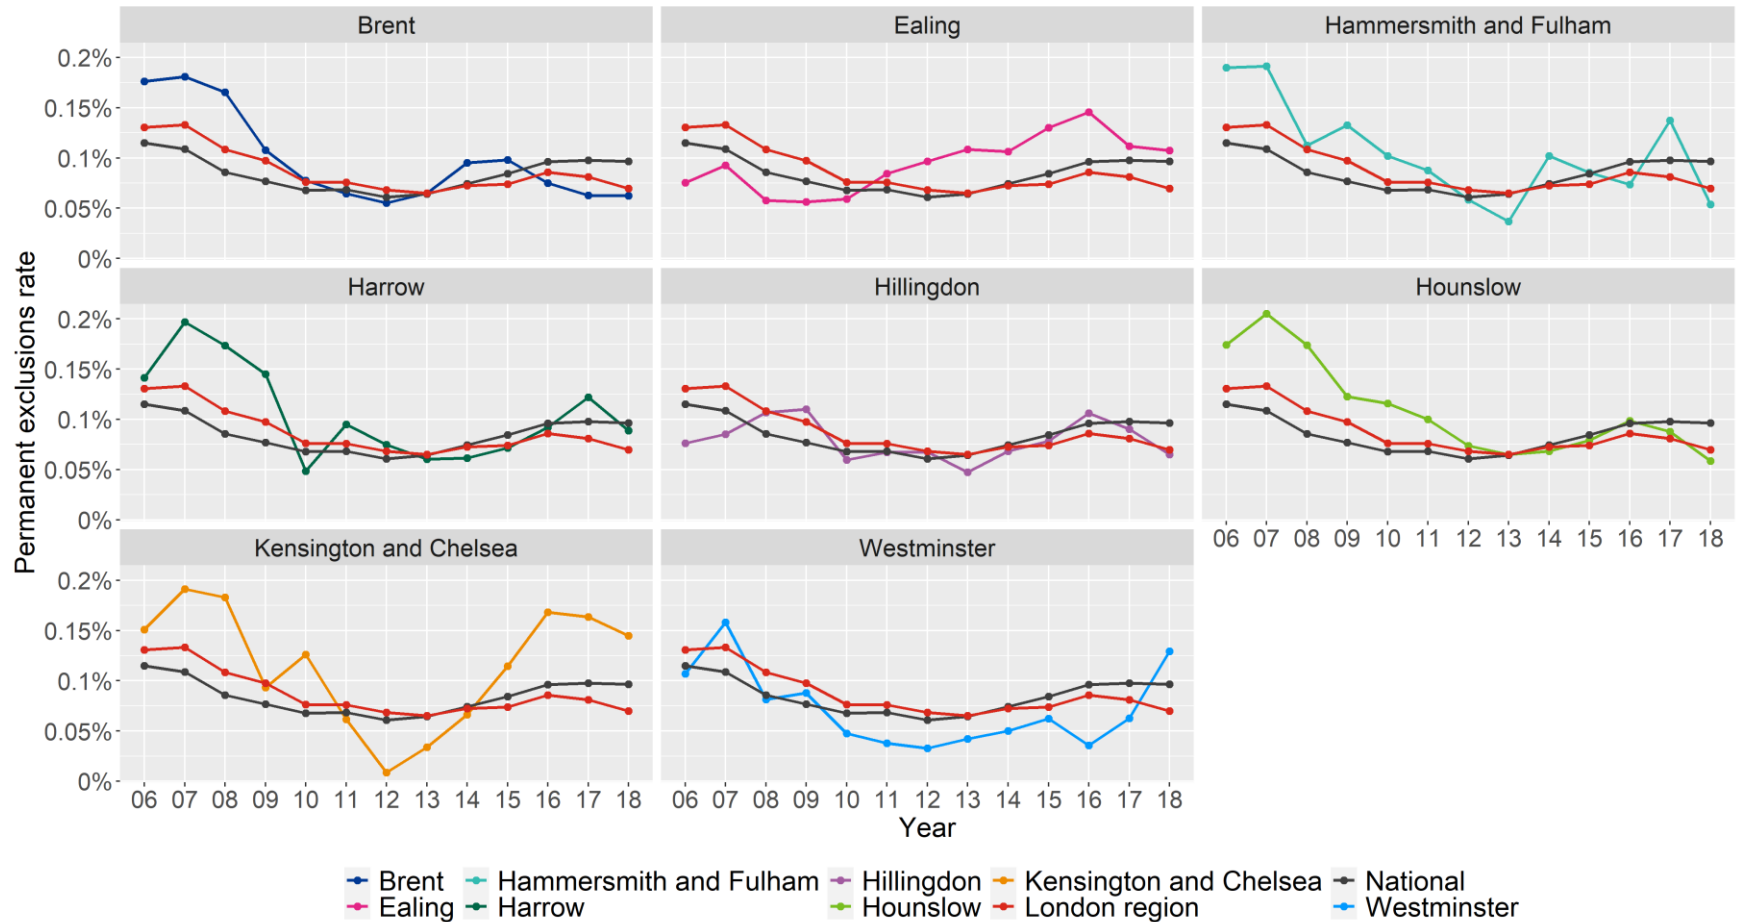 Brent Ealing Hammersmith and Fulham
0.2%
0.15%
0.1%
0.05%
0%
Harrow Hillingdon Hounslow
0.2%
0.15%
0.1%
0.05%
0%
06 07 08 09 10 11 12 13 14 15 16 17 18
Kensington and Chelsea Westminster
0.2%
0.15%
0.1%
0.05%
0%
06 07 08 09 10 11 12 13 14 15 16 17 18 06 07 08 09 10 11 12 13 14 15 16 17 18
Permanent exclusions rate
Year
Brent Hammersmith and Fulham Hillingdon Kensington and Chelsea National
Ealing Harrow Hounslow London region Westminster